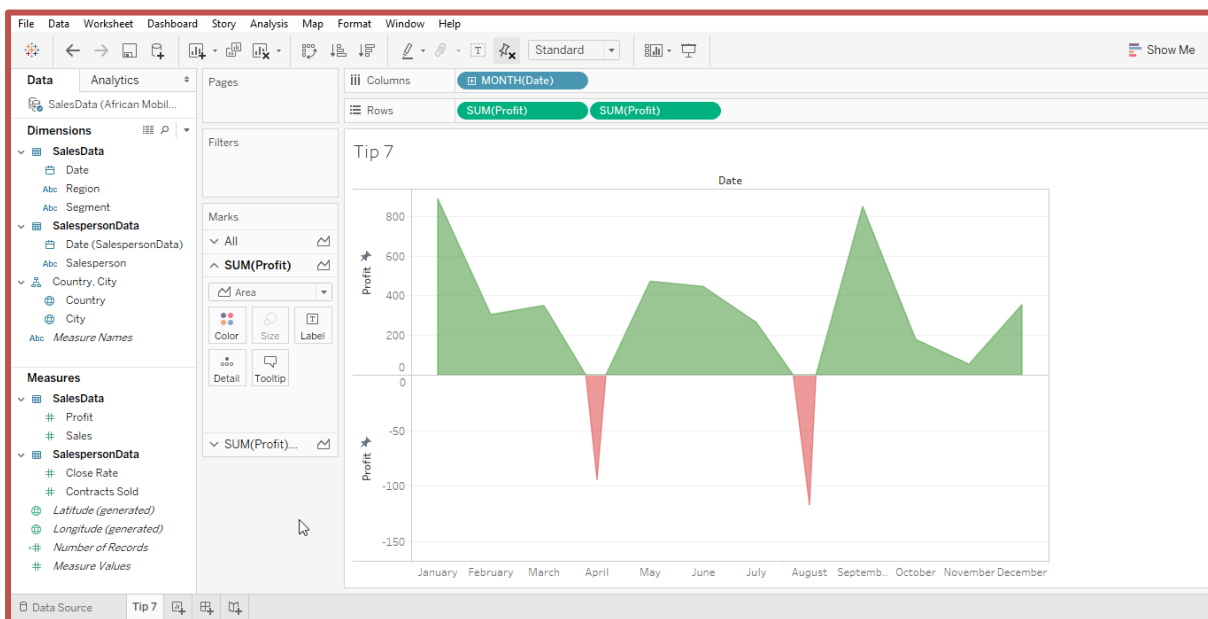 File Data Worksheet Dashboard Story Analysis Map Format Window Help
Standard
Show Me
Data Analytics
SalesData (African Mobil...
Dimensions
SalesData
Date
Abc Region
Abc Segment
SalespersonData
Date (SalespersonData)
Abc Salesperson
Country, City
Country
City
Abc Measure Names
Measures
SalesData
# Profit
# Sales
SalespersonData
# Close Rate
# Contracts Sold
Latitude (generated)
Longitude (generated)
=# Number of Records
# Measure Values
Pages
Filters
Marks
All
SUM(Profit)
Area
Color Size Label
Detail Tooltip
SUM(Profit)...
Columns MONTH(Date)
Rows SUM(Profit) SUM(Profit)
Tip 7
Date
Profit
800
600
400
200
0
Profit
0
-50
-100
-150
January February March April May June July August Septemb.. October November December
Data Source Tip 7